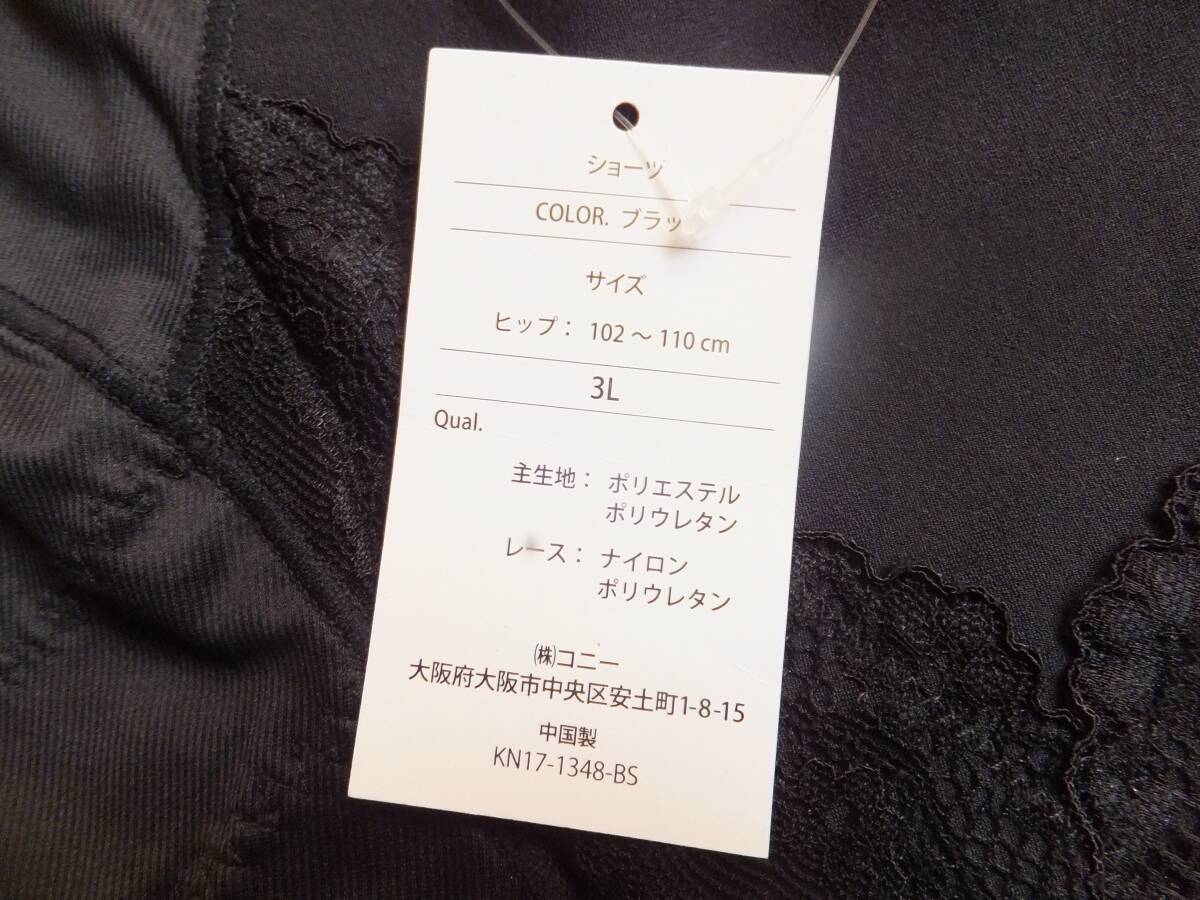 ショーツ
COLOR. ブラッ
サイズ
ヒップ： 102 ～ 110 cm
3L
Qual.
主生地： ポリエステル
ポリウレタン
レース： ナイロン
ポリウレタン
㈱コニー
大阪府大阪市中央区安土町1-8-15
中国製
KN17-1348-BS